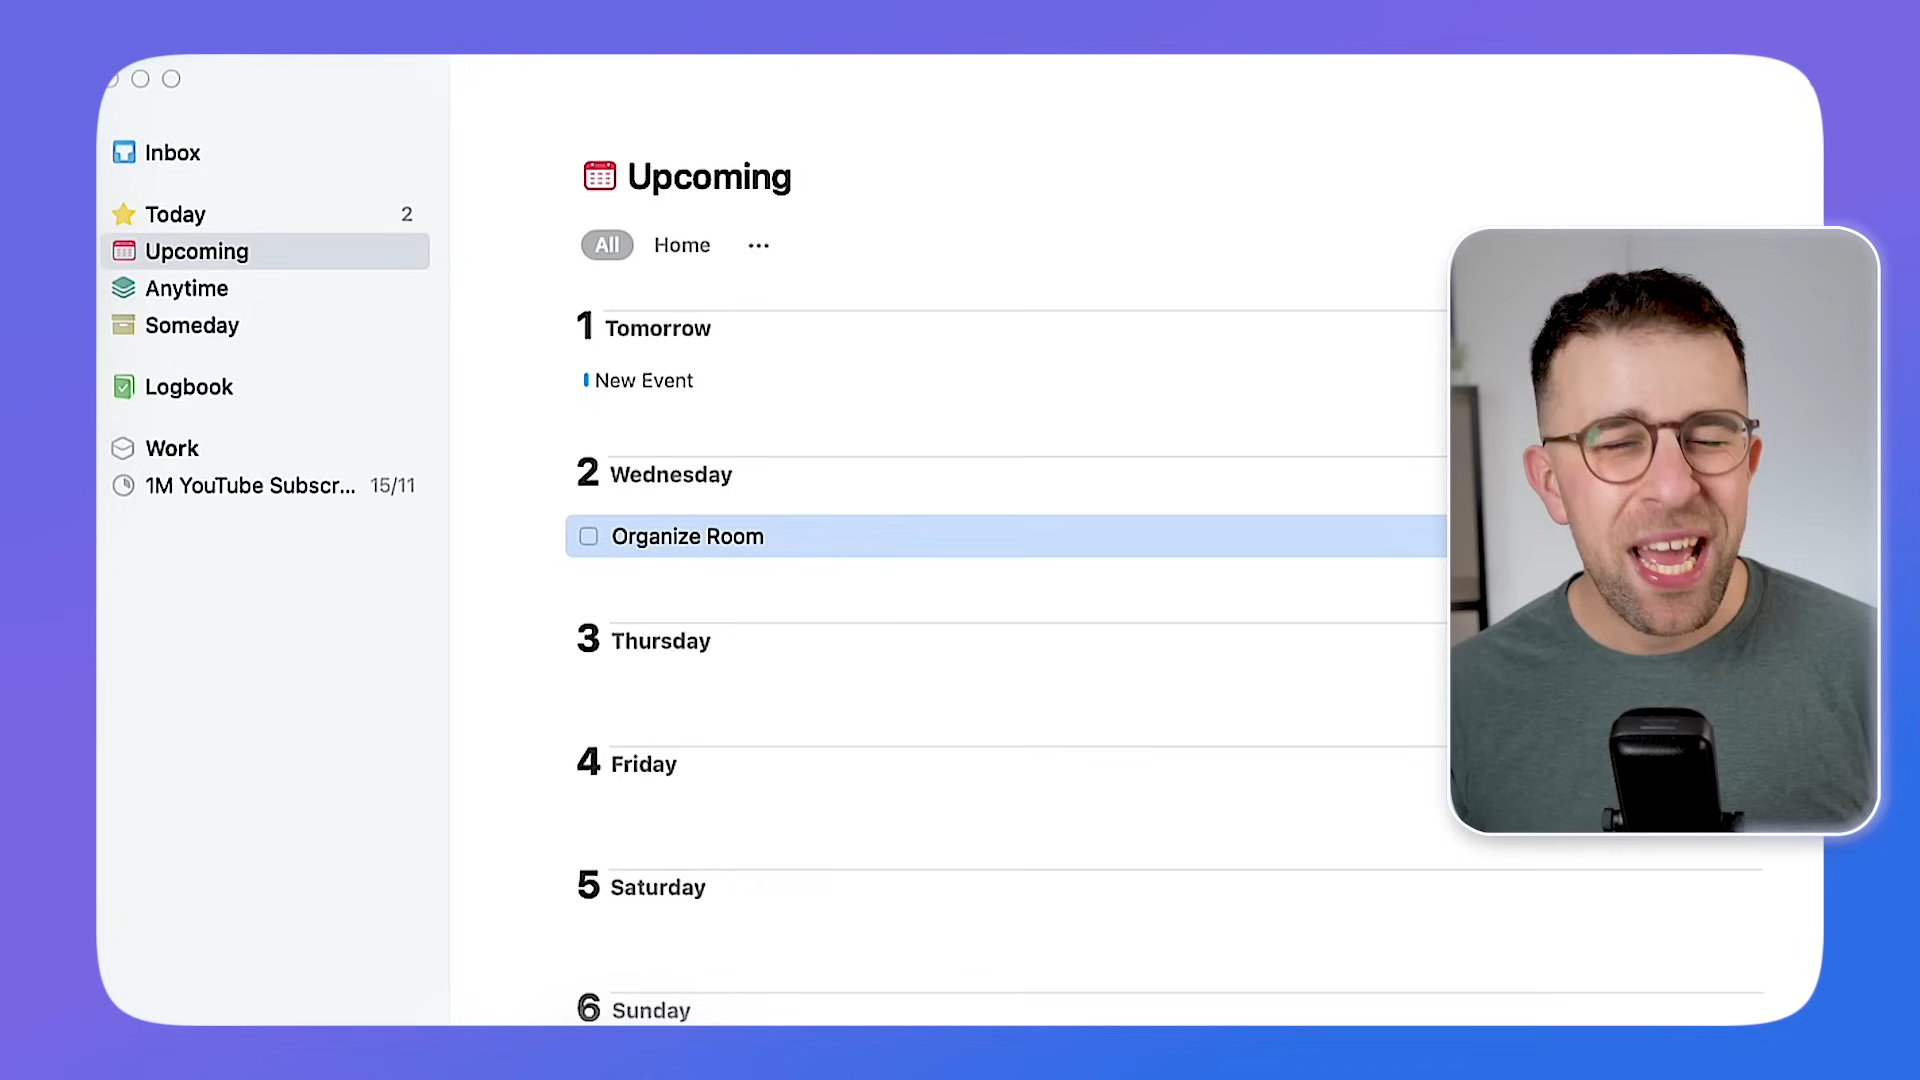 Inbox
Today 2
Upcoming
Anytime
Someday
Logbook
Work
1M YouTube Subscr... 15/11
Upcoming
All Home ...
1 Tomorrow
New Event
2 Wednesday
Organize Room
3 Thursday
4 Friday
5 Saturday
6 Sunday